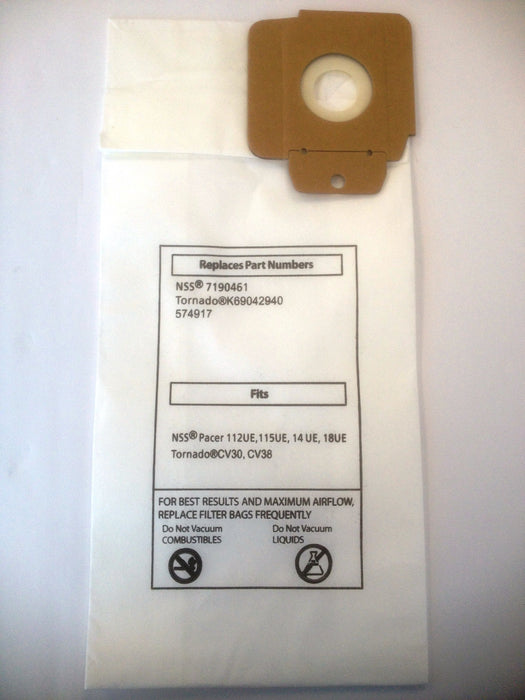 Replaces Part Numbers
NSS® 7190461
Tornado®K69042940
574917
Fits
NSS® Pacer 112UE,115UE, 14 UE, 18UE
Tornado®CV30, CV38
FOR BEST RESULTS AND MAXIMUM AIRFLOW,
REPLACE FILTER BAGS FREQUENTLY
Do Not Vacuum
COMBUSTIBLES
Do Not Vacuum
LIQUIDS